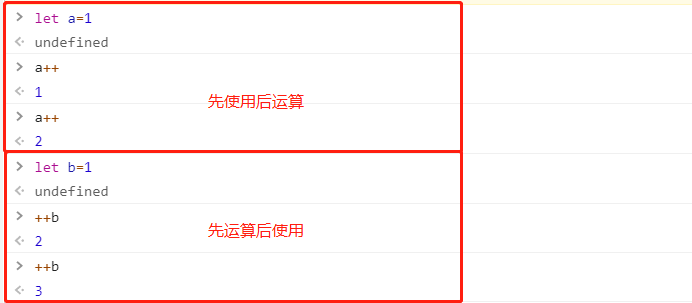 let a=1
undefined
a++
1
先使用后运算
a++
2
let b=1
undefined
++b
2
先运算后使用
++b
3